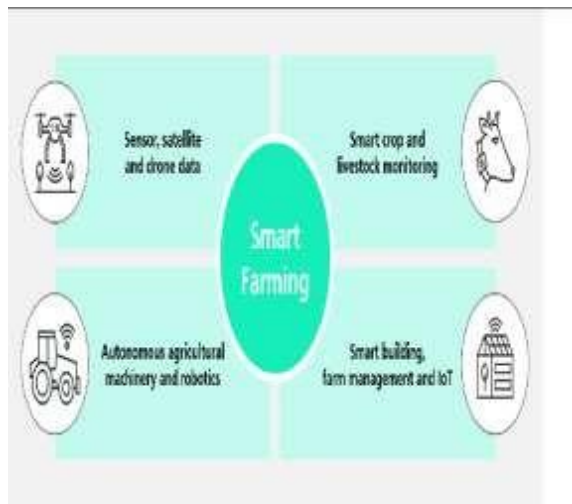 Sensor, satellite
and drone data
Smart crop and
livestock monitoring
Smart
Farming
Autonomous agricultural
machinery and robotics
Smart building,
farm management and IoT